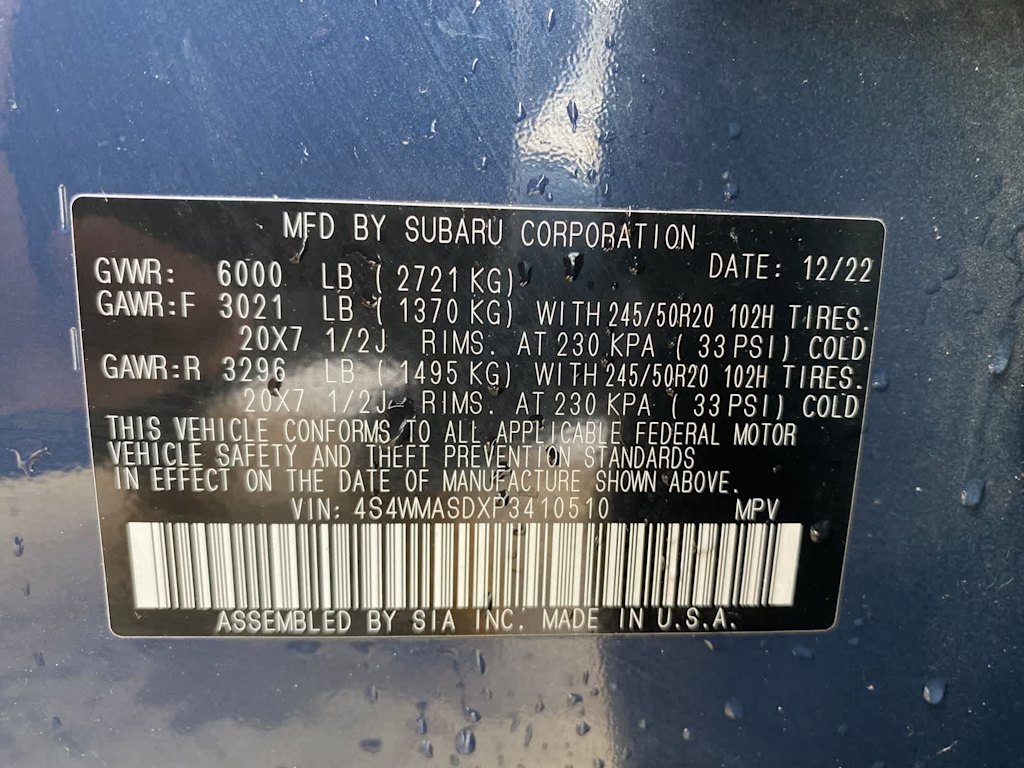 MFD BY SUBARU CORPORATION
GVWR: 6000 LB ( 2721 KG) DATE: 12/22
GAWR:F 3021 LB ( 1370 KG) WITH 245/50R20 102H TIRES.
20X7 1/2J RIMS. AT 230 KPA ( 33 PSI) COLD
GAWR:R 3296 LB ( 1495 KG) WITH 245/50R20 102H TIRES.
20X7 1/2J RIMS. AT 230 KPA ( 33 PSI) COLD
THIS VEHICLE CONFORMS TO ALL APPLICABLE FEDERAL MOTOR
VEHICLE SAFETY AND THEFT PREVENTION STANDARDS
IN EFFECT ON THE DATE OF MANUFACTURE SHOWN ABOVE.
VIN: 4S4WMASDXP3410510 MPV
ASSEMBLED BY SIA INC. MADE IN U.S.A.